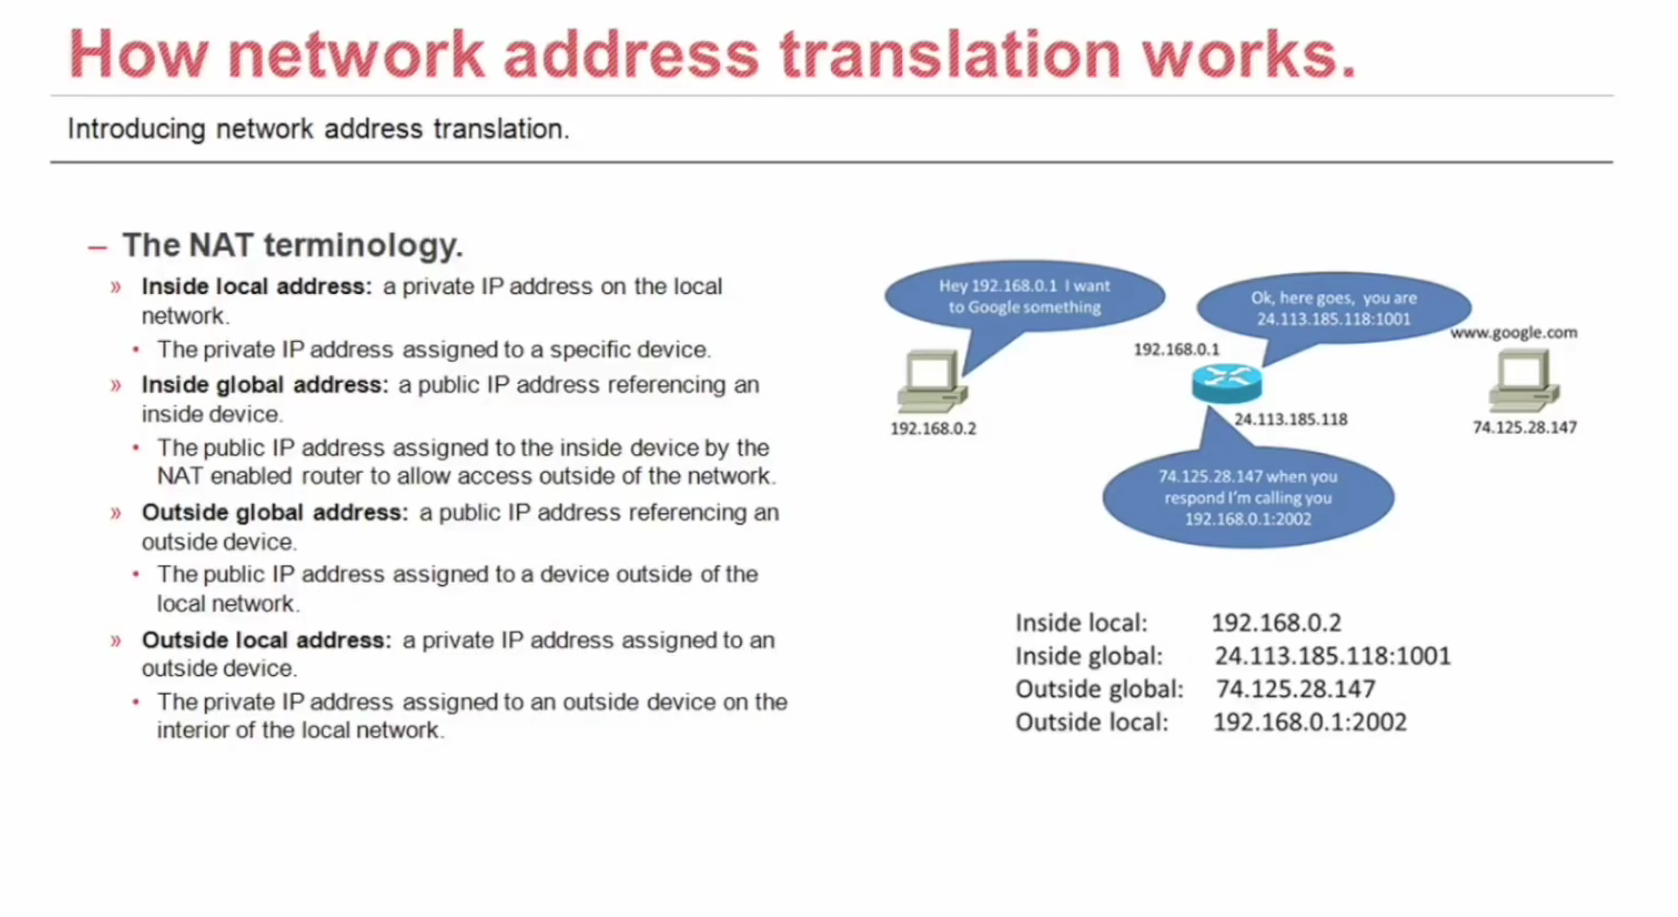 How network address translation works.
Introducing network address translation.
– The NAT terminology.
» Inside local address: a private IP address on the local
network.
• The private IP address assigned to a specific device.
» Inside global address: a public IP address referencing an
inside device.
• The public IP address assigned to the inside device by the
NAT enabled router to allow access outside of the network.
» Outside global address: a public IP address referencing an
outside device.
• The public IP address assigned to a device outside of the
local network.
» Outside local address: a private IP address assigned to an
outside device.
• The private IP address assigned to an outside device on the
interior of the local network.
Hey 192.168.0.1 I want
to Google something
192.168.0.2
Ok, here goes, you are
24.113.185.118:1001
192.168.0.1
24.113.185.118
www.google.com
74.125.28.147
74.125.28.147 when you
respond I'm calling you
192.168.0.1:2002
Inside local: 192.168.0.2
Inside global: 24.113.185.118:1001
Outside global: 74.125.28.147
Outside local: 192.168.0.1:2002